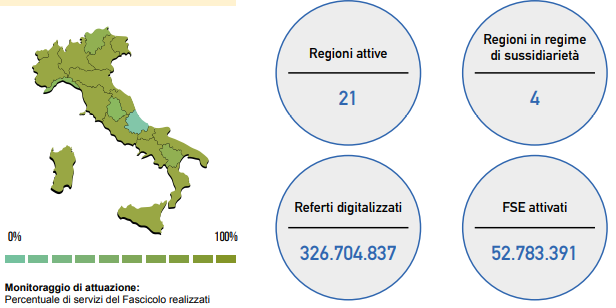 Regioni attive
21
Regioni in regime
di sussidiarietà
4
Referti digitalizzati
326.704.837
FSE attivati
52.783.391
0%
100%
Monitoraggio di attuazione:
Percentuale di servizi del Fascicolo realizzati